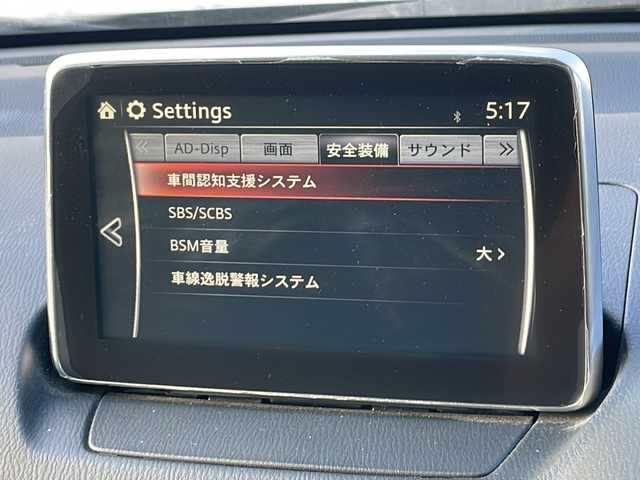 Settings 5:17
AD-Disp 画面 安全装備 サウンド
車間認知支援システム
SBS/SCBS
BSM音量 大
車線逸脱警報システム